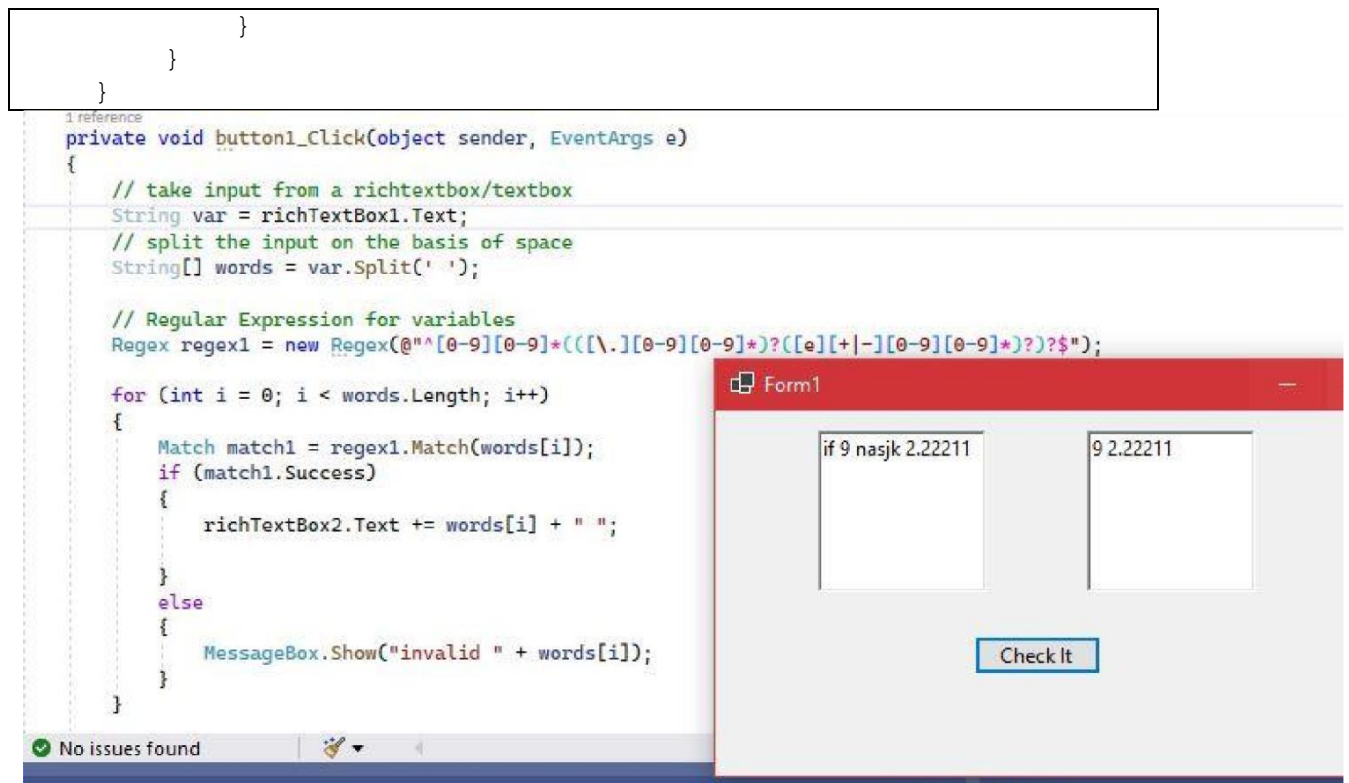 }
}
}
1 reference
private void button1_Click(object sender, EventArgs e)
{
// take input from a richtextbox/textbox
String var = richTextBox1.Text;
// split the input on the basis of space
String[] words = var.Split(' ');
// Regular Expression for variables
Regex regex1 = new Regex(@"^[0-9][0-9]*(([\.][0-9][0-9]*)?([e][+|-][0-9][0-9]*)?)?$");
for (int i = 0; i < words.Length; i++)
{
Match match1 = regex1.Match(words[i]);
if (match1.Success)
{
richTextBox2.Text += words[i] + " ";
}
else
{
MessageBox.Show("invalid " + words[i]);
}
}
No issues found
Form1
if 9 nasjk 2.22211
9 2.22211
Check It